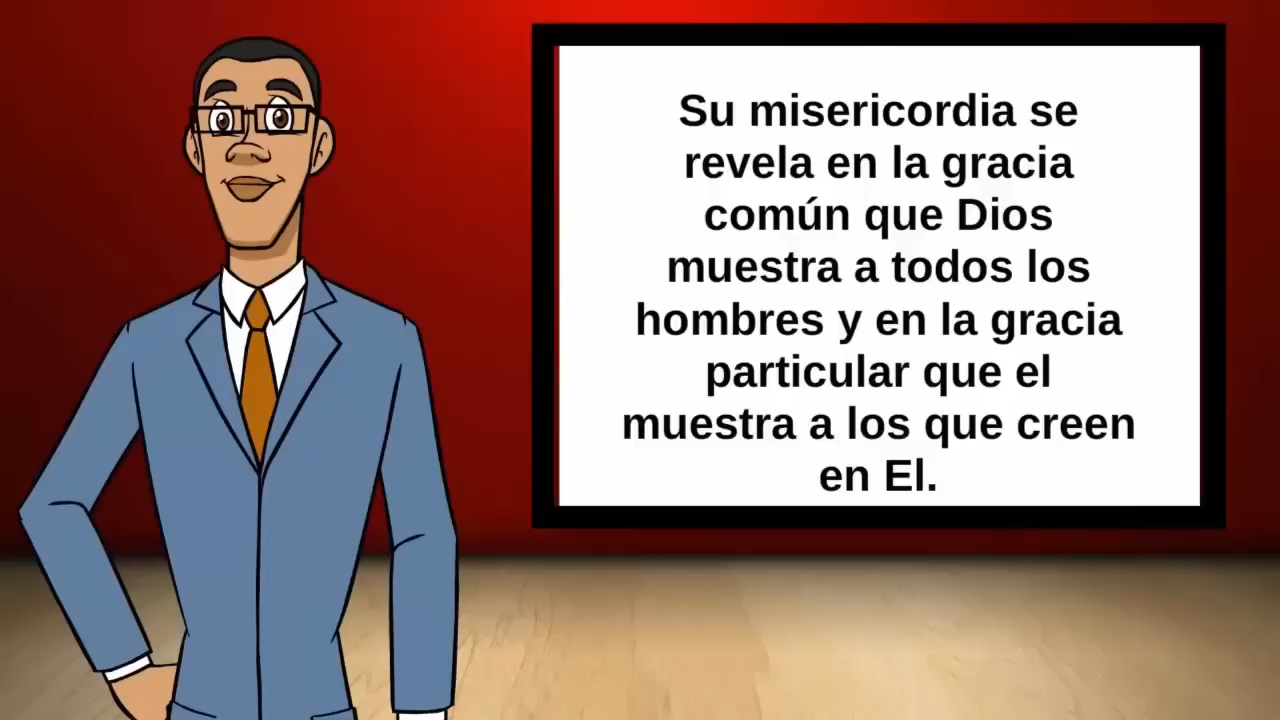 Su misericordia se
revela en la gracia
común que Dios
muestra a todos los
hombres y en la gracia
particular que el
muestra a los que creen
en El.